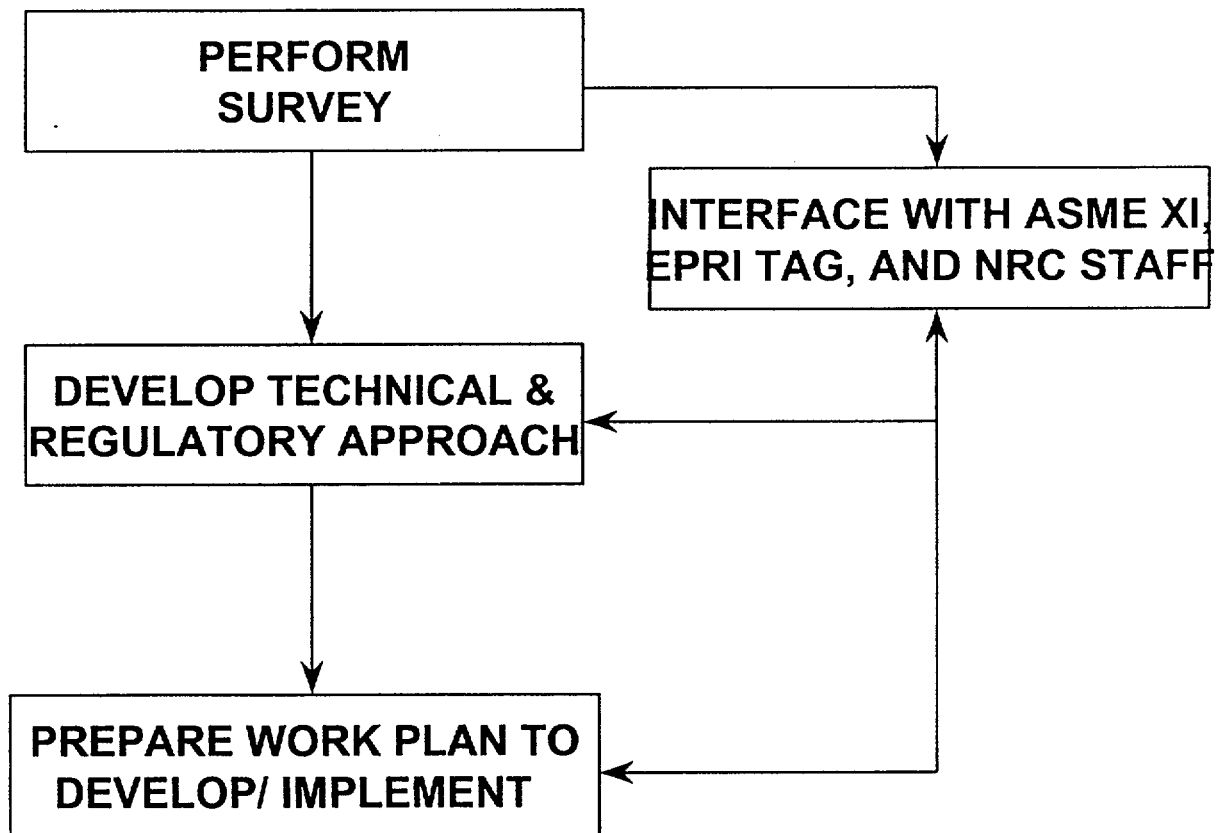 PERFORM
SURVEY
INTERFACE WITH ASME XI,
EPRI TAG, AND NRC STAFF
DEVELOP TECHNICAL &
REGULATORY APPROACH
PREPARE WORK PLAN TO
DEVELOP/ IMPLEMENT